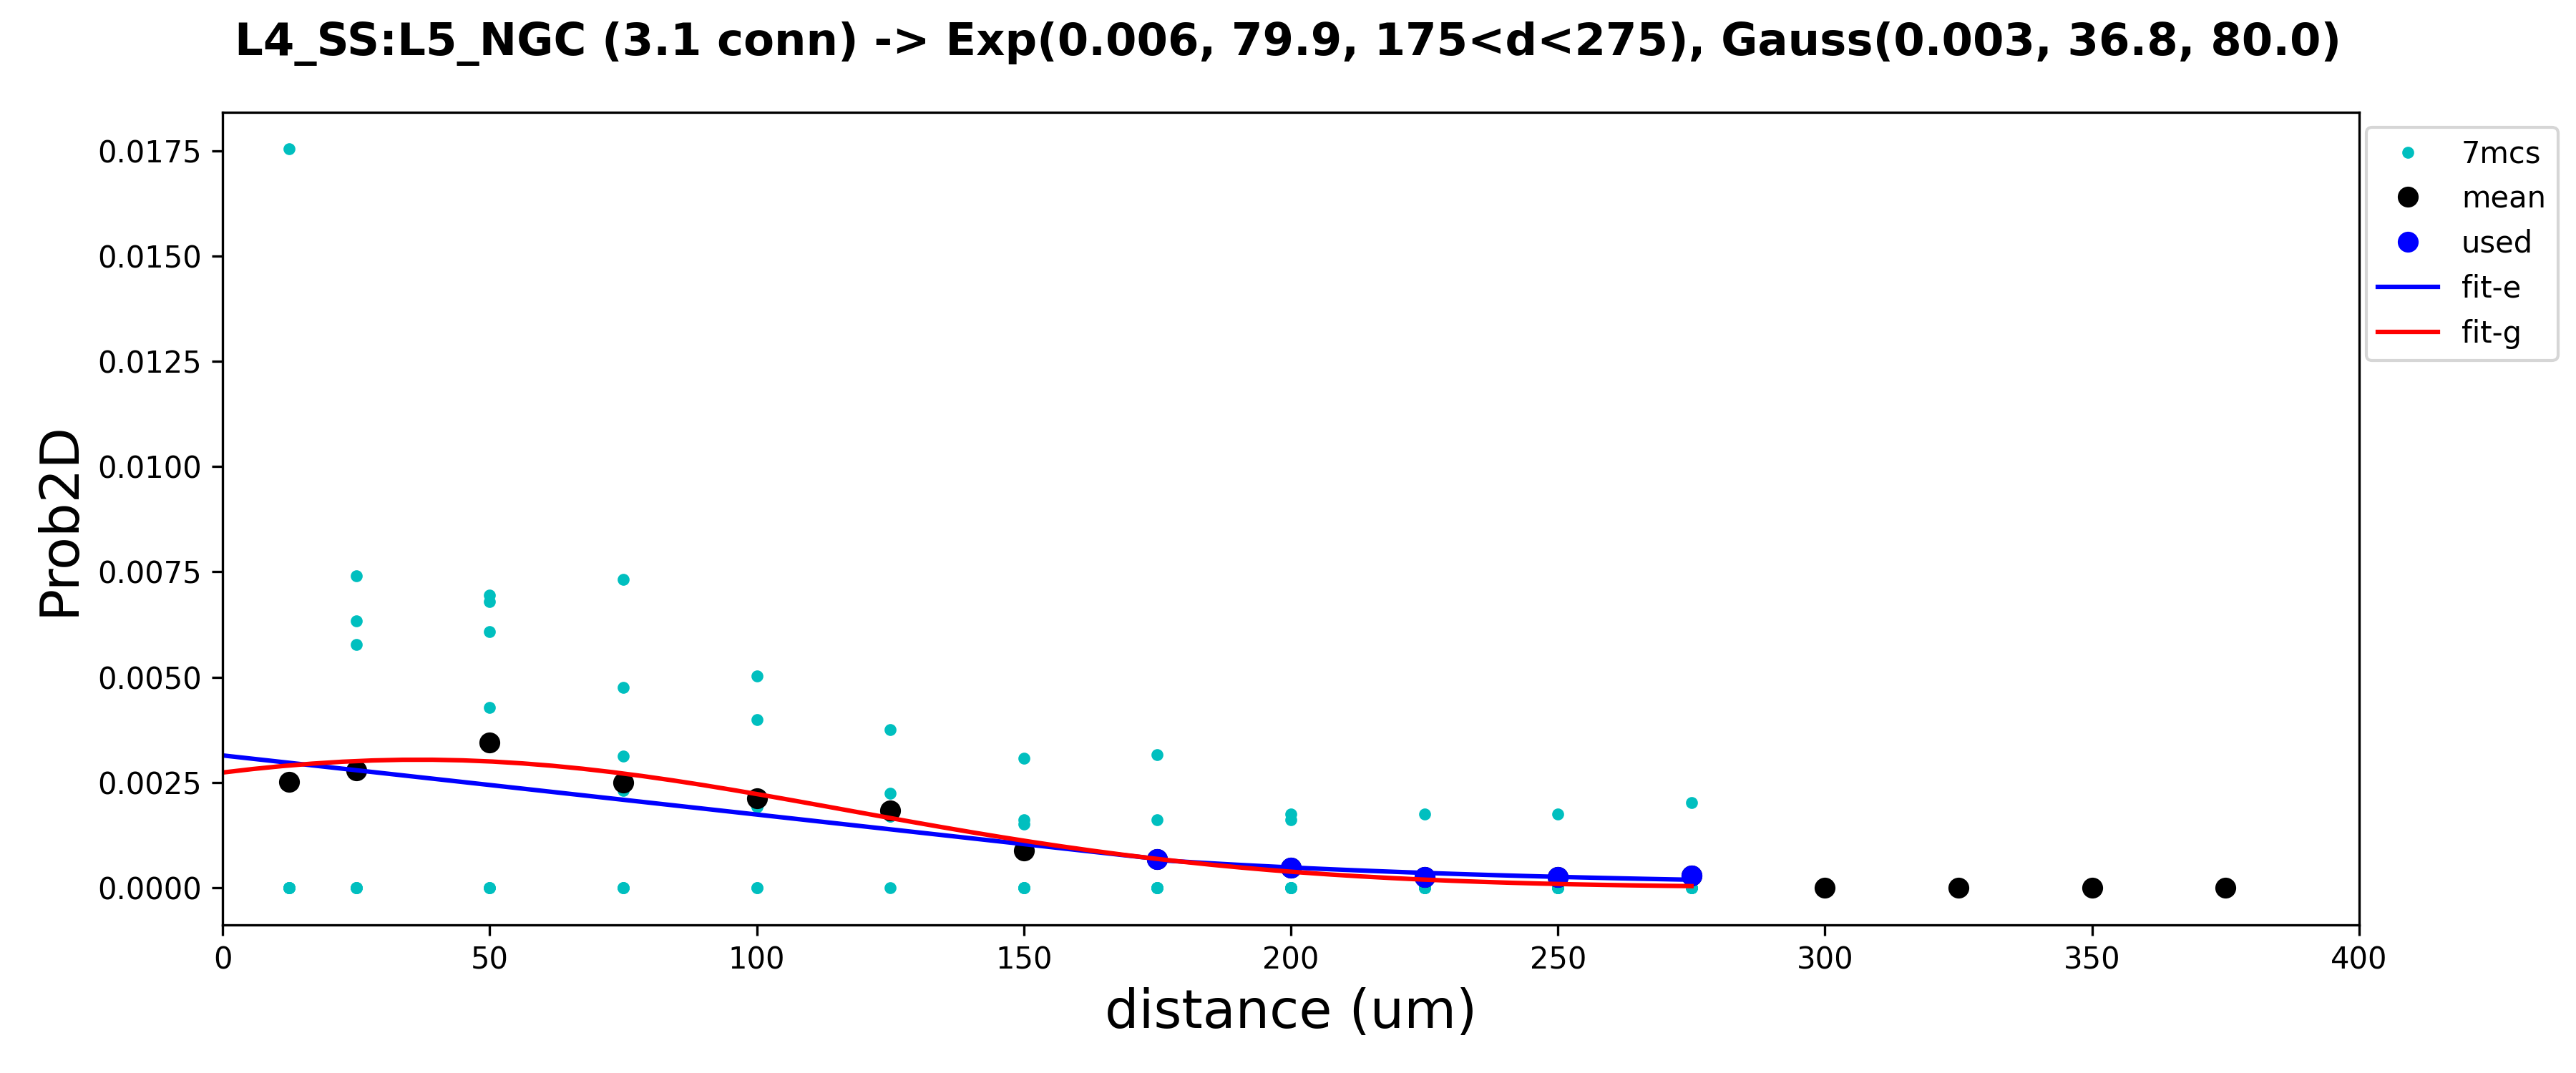 L4_SS:L5_NGC (3.1 conn) -> Exp(0.006, 79.9, 175<d<275), Gauss(0.003, 36.8, 80.0)
Prob2D
0.0175
0.0150
0.0125
0.0100
0.0075
0.0050
0.0025
0.0000
0
50
100
150
200
250
300
350
400
distance (um)
7mcs
mean
used
fit-e
fit-g